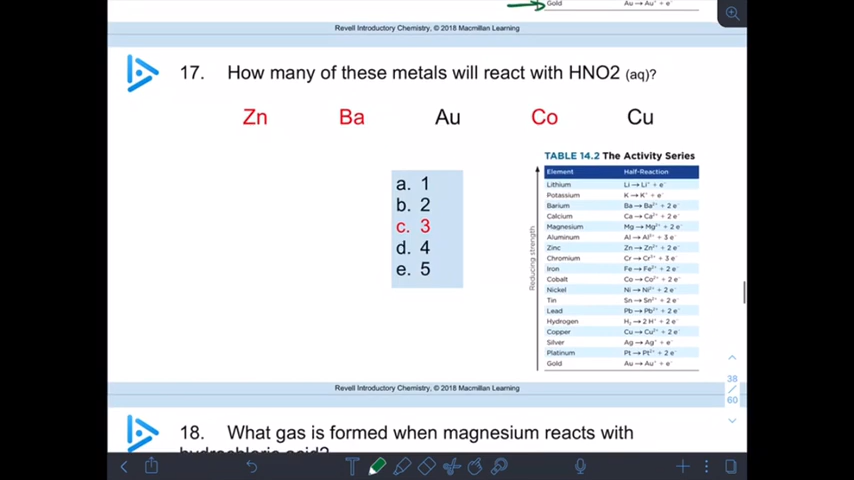 Gold Au → Au⁺ + e⁻
Revell Introductory Chemistry, © 2018 Macmillan Learning
17. How many of these metals will react with HNO2 (aq)?
Zn Ba Au Co Cu
a. 1
b. 2
c. 3
d. 4
e. 5
TABLE 14.2 The Activity Series
Reducing strength
Element Half-Reaction
Lithium Li → Li⁺ + e⁻
Potassium K → K⁺ + e⁻
Barium Ba → Ba²⁺ + 2 e⁻
Calcium Ca → Ca²⁺ + 2 e⁻
Magnesium Mg → Mg²⁺ + 2 e⁻
Aluminum Al → Al³⁺ + 3 e⁻
Zinc Zn → Zn²⁺ + 2 e⁻
Chromium Cr → Cr³⁺ + 3 e⁻
Iron Fe → Fe²⁺ + 2 e⁻
Cobalt Co → Co²⁺ + 2 e⁻
Nickel Ni → Ni²⁺ + 2 e⁻
Tin Sn → Sn²⁺ + 2 e⁻
Lead Pb → Pb²⁺ + 2 e⁻
Hydrogen H₂ → 2 H⁺ + 2 e⁻
Copper Cu → Cu²⁺ + 2 e⁻
Silver Ag → Ag⁺ + e⁻
Platinum Pt → Pt²⁺ + 2 e⁻
Gold Au → Au⁺ + e⁻
38
/
60
Revell Introductory Chemistry, © 2018 Macmillan Learning
18. What gas is formed when magnesium reacts with
hydrochloric acid?